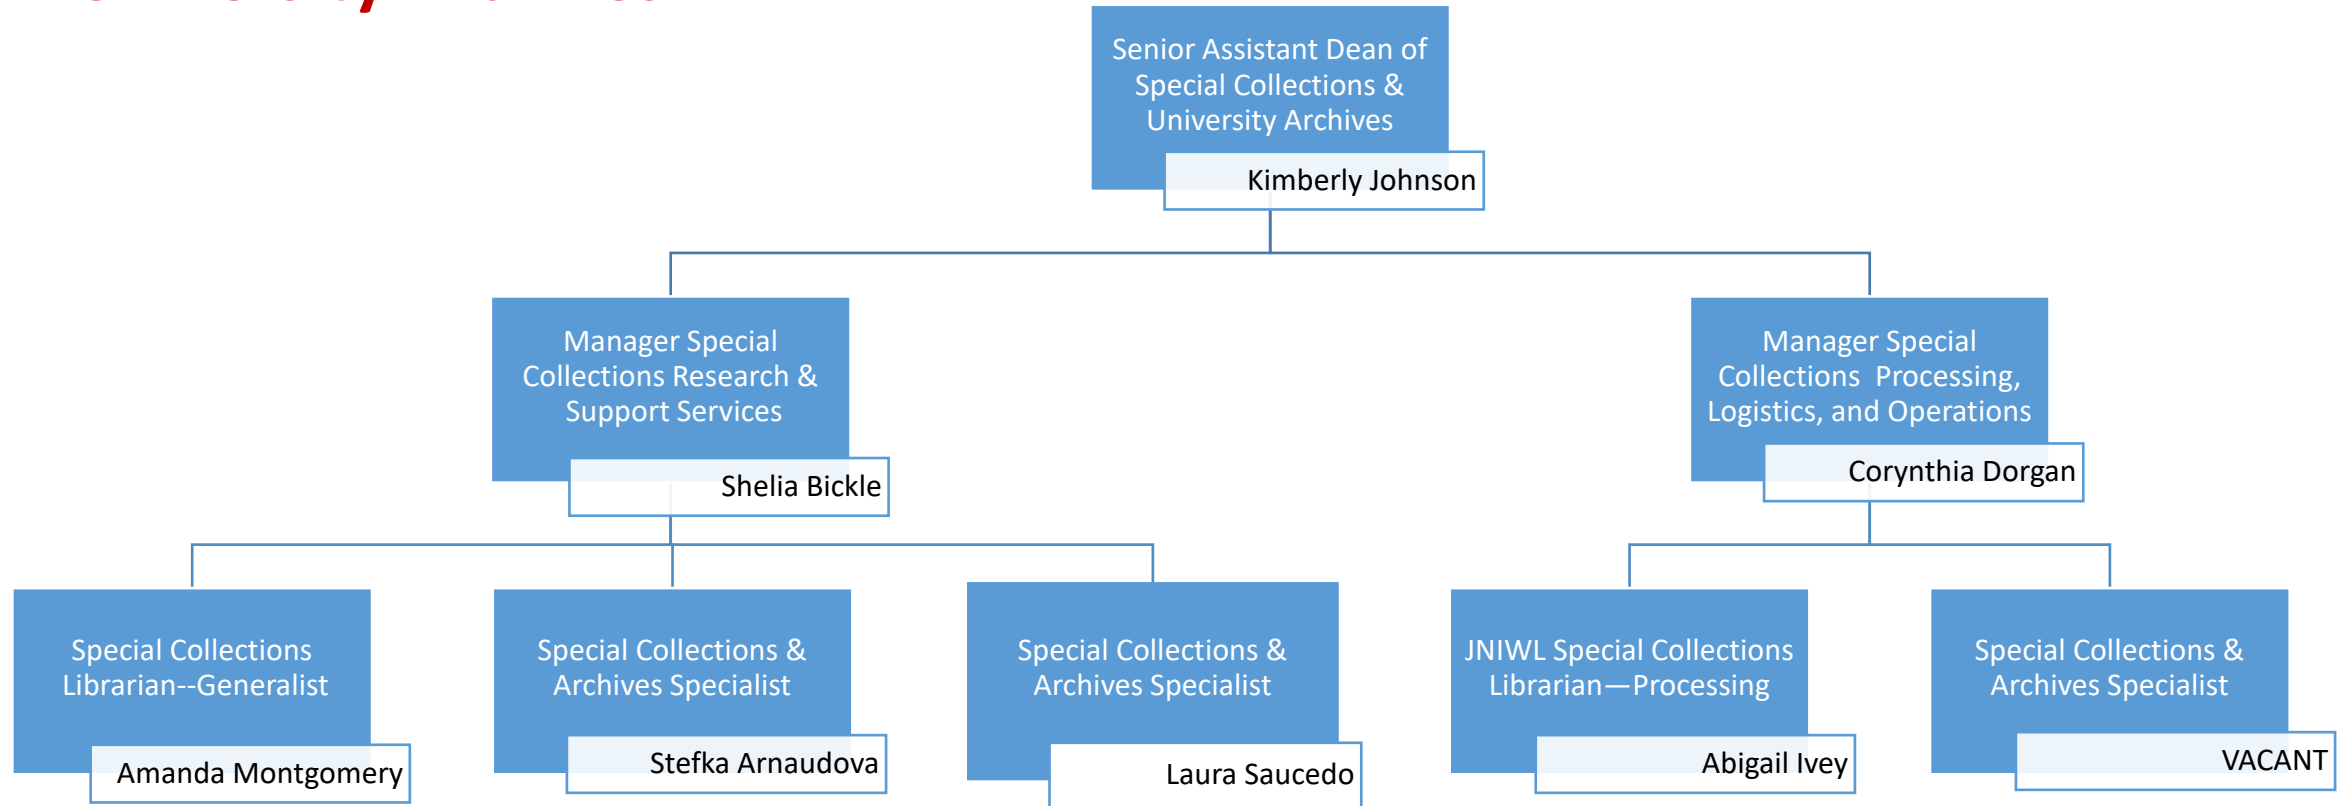 Senior Assistant Dean of
Special Collections &
University Archives
Kimberly Johnson
Manager Special
Collections Research &
Support Services
Shelia Bickle
Manager Special
Collections  Processing,
Logistics, and Operations
Corynthia Dorgan
Special Collections
Librarian--Generalist
Amanda Montgomery
Special Collections &
Archives Specialist
Stefka Arnaudova
Special Collections &
Archives Specialist
Laura Saucedo
JNIWL Special Collections
Librarian—Processing
Abigail Ivey
Special Collections &
Archives Specialist
VACANT